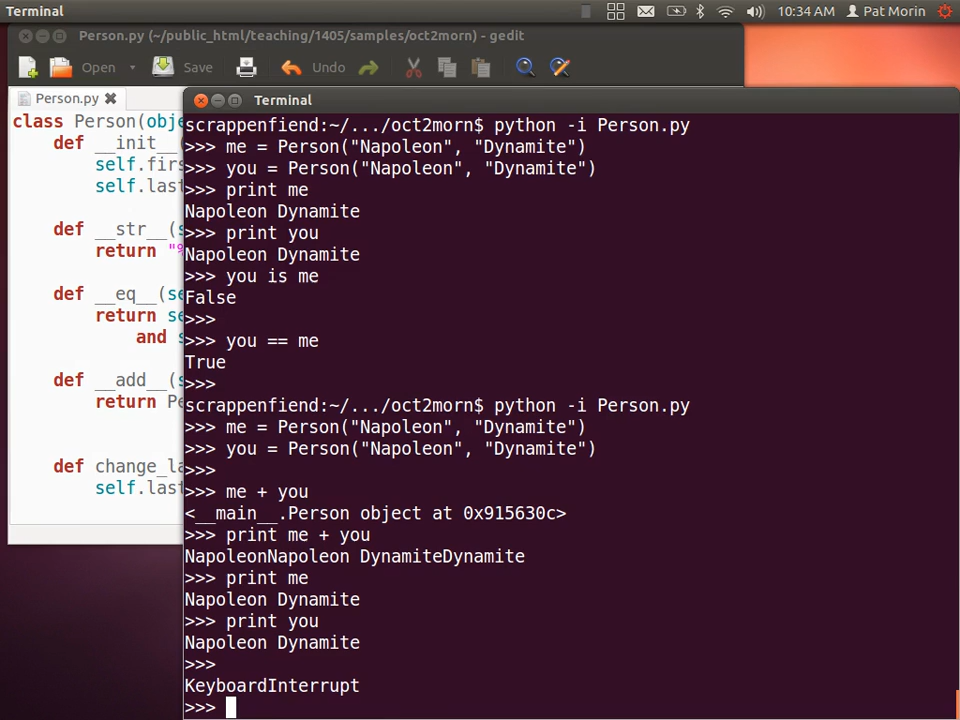 Terminal
10:34 AM
Pat Morin
Person.py (~/public_html/teaching/1405/samples/oct2morn) - gedit
Open
Save
Undo
Person.py
class Person(obje
def __init__(
self.firs
self.last
def __str__(s
return "%
def __eq__(se
return se
and s
def __add__(s
return Pe
def change_la
self.last
Terminal
scrappenfiend:~/.../oct2morn$ python -i Person.py
>>> me = Person("Napoleon", "Dynamite")
>>> you = Person("Napoleon", "Dynamite")
>>> print me
Napoleon Dynamite
>>> print you
Napoleon Dynamite
>>> you is me
False
>>>
>>> you == me
True
>>>
scrappenfiend:~/.../oct2morn$ python -i Person.py
>>> me = Person("Napoleon", "Dynamite")
>>> you = Person("Napoleon", "Dynamite")
>>>
>>> me + you
<__main__.Person object at 0x915630c>
>>> print me + you
NapoleonNapoleon DynamiteDynamite
>>> print me
Napoleon Dynamite
>>> print you
Napoleon Dynamite
>>>
KeyboardInterrupt
>>>